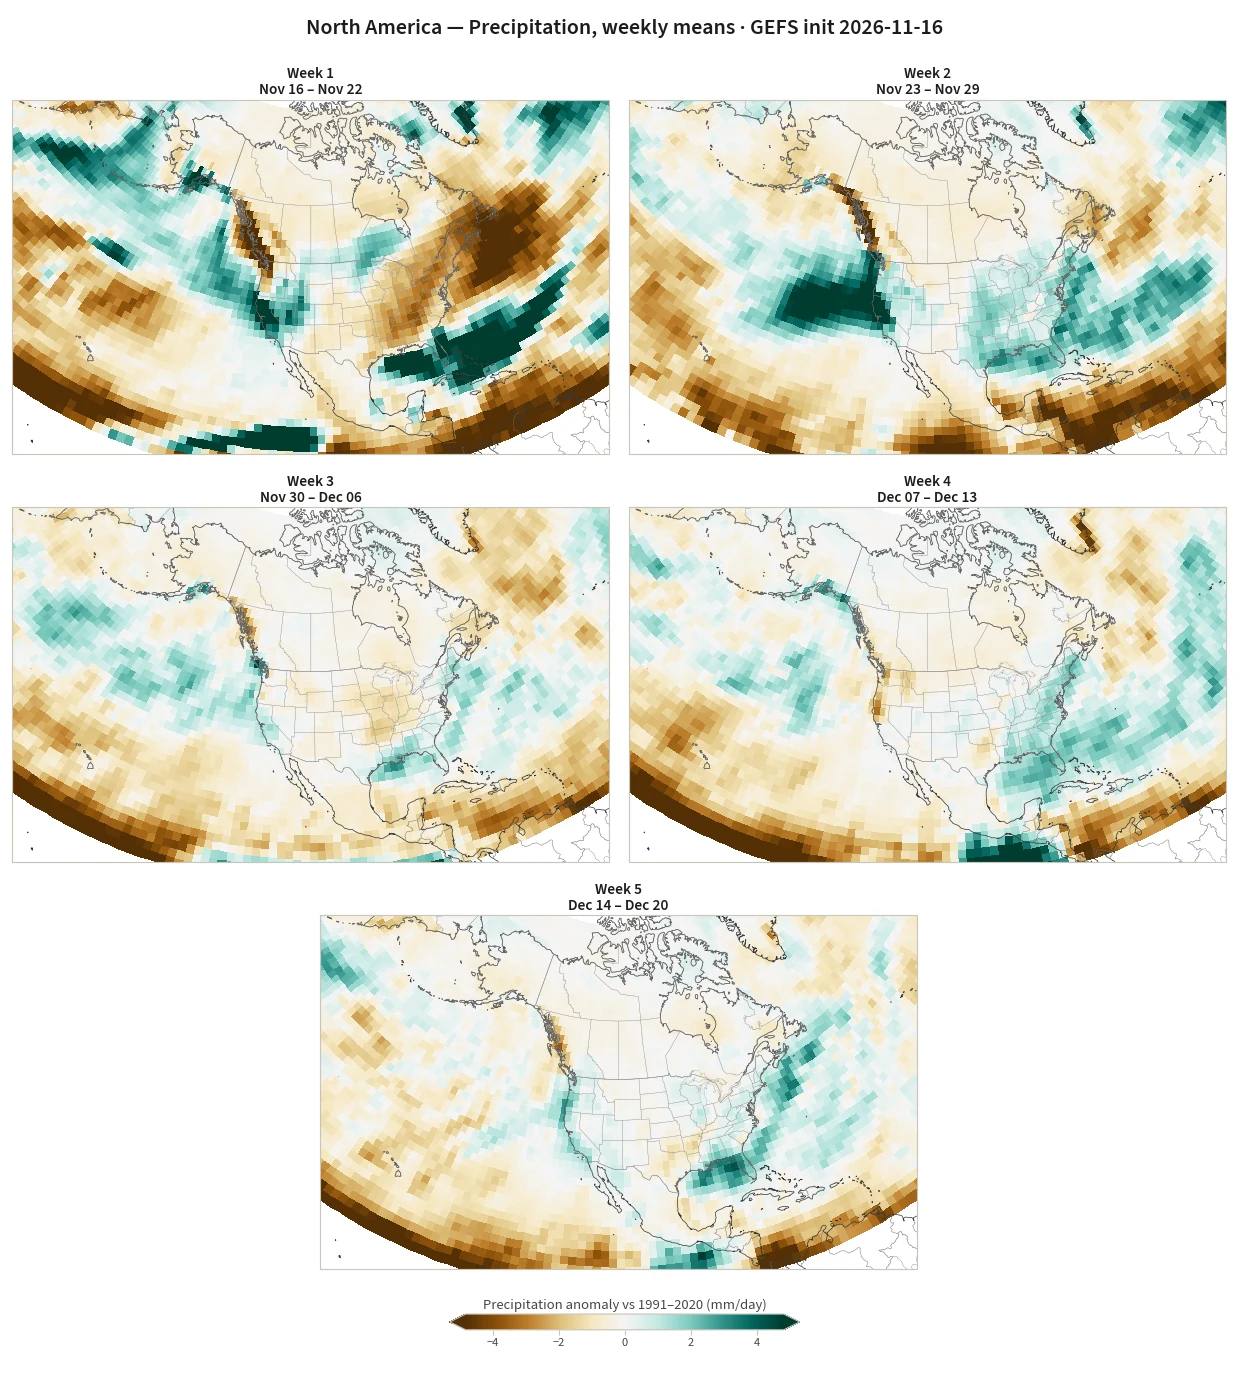 North America — Precipitation, weekly means · GEFS init 2026-11-16
Week 1
Nov 16 – Nov 22
Week 2
Nov 23 – Nov 29
Week 3
Nov 30 – Dec 06
Week 4
Dec 07 – Dec 13
Week 5
Dec 14 – Dec 20
Precipitation anomaly vs 1991–2020 (mm/day)
−4 −2 0 2 4